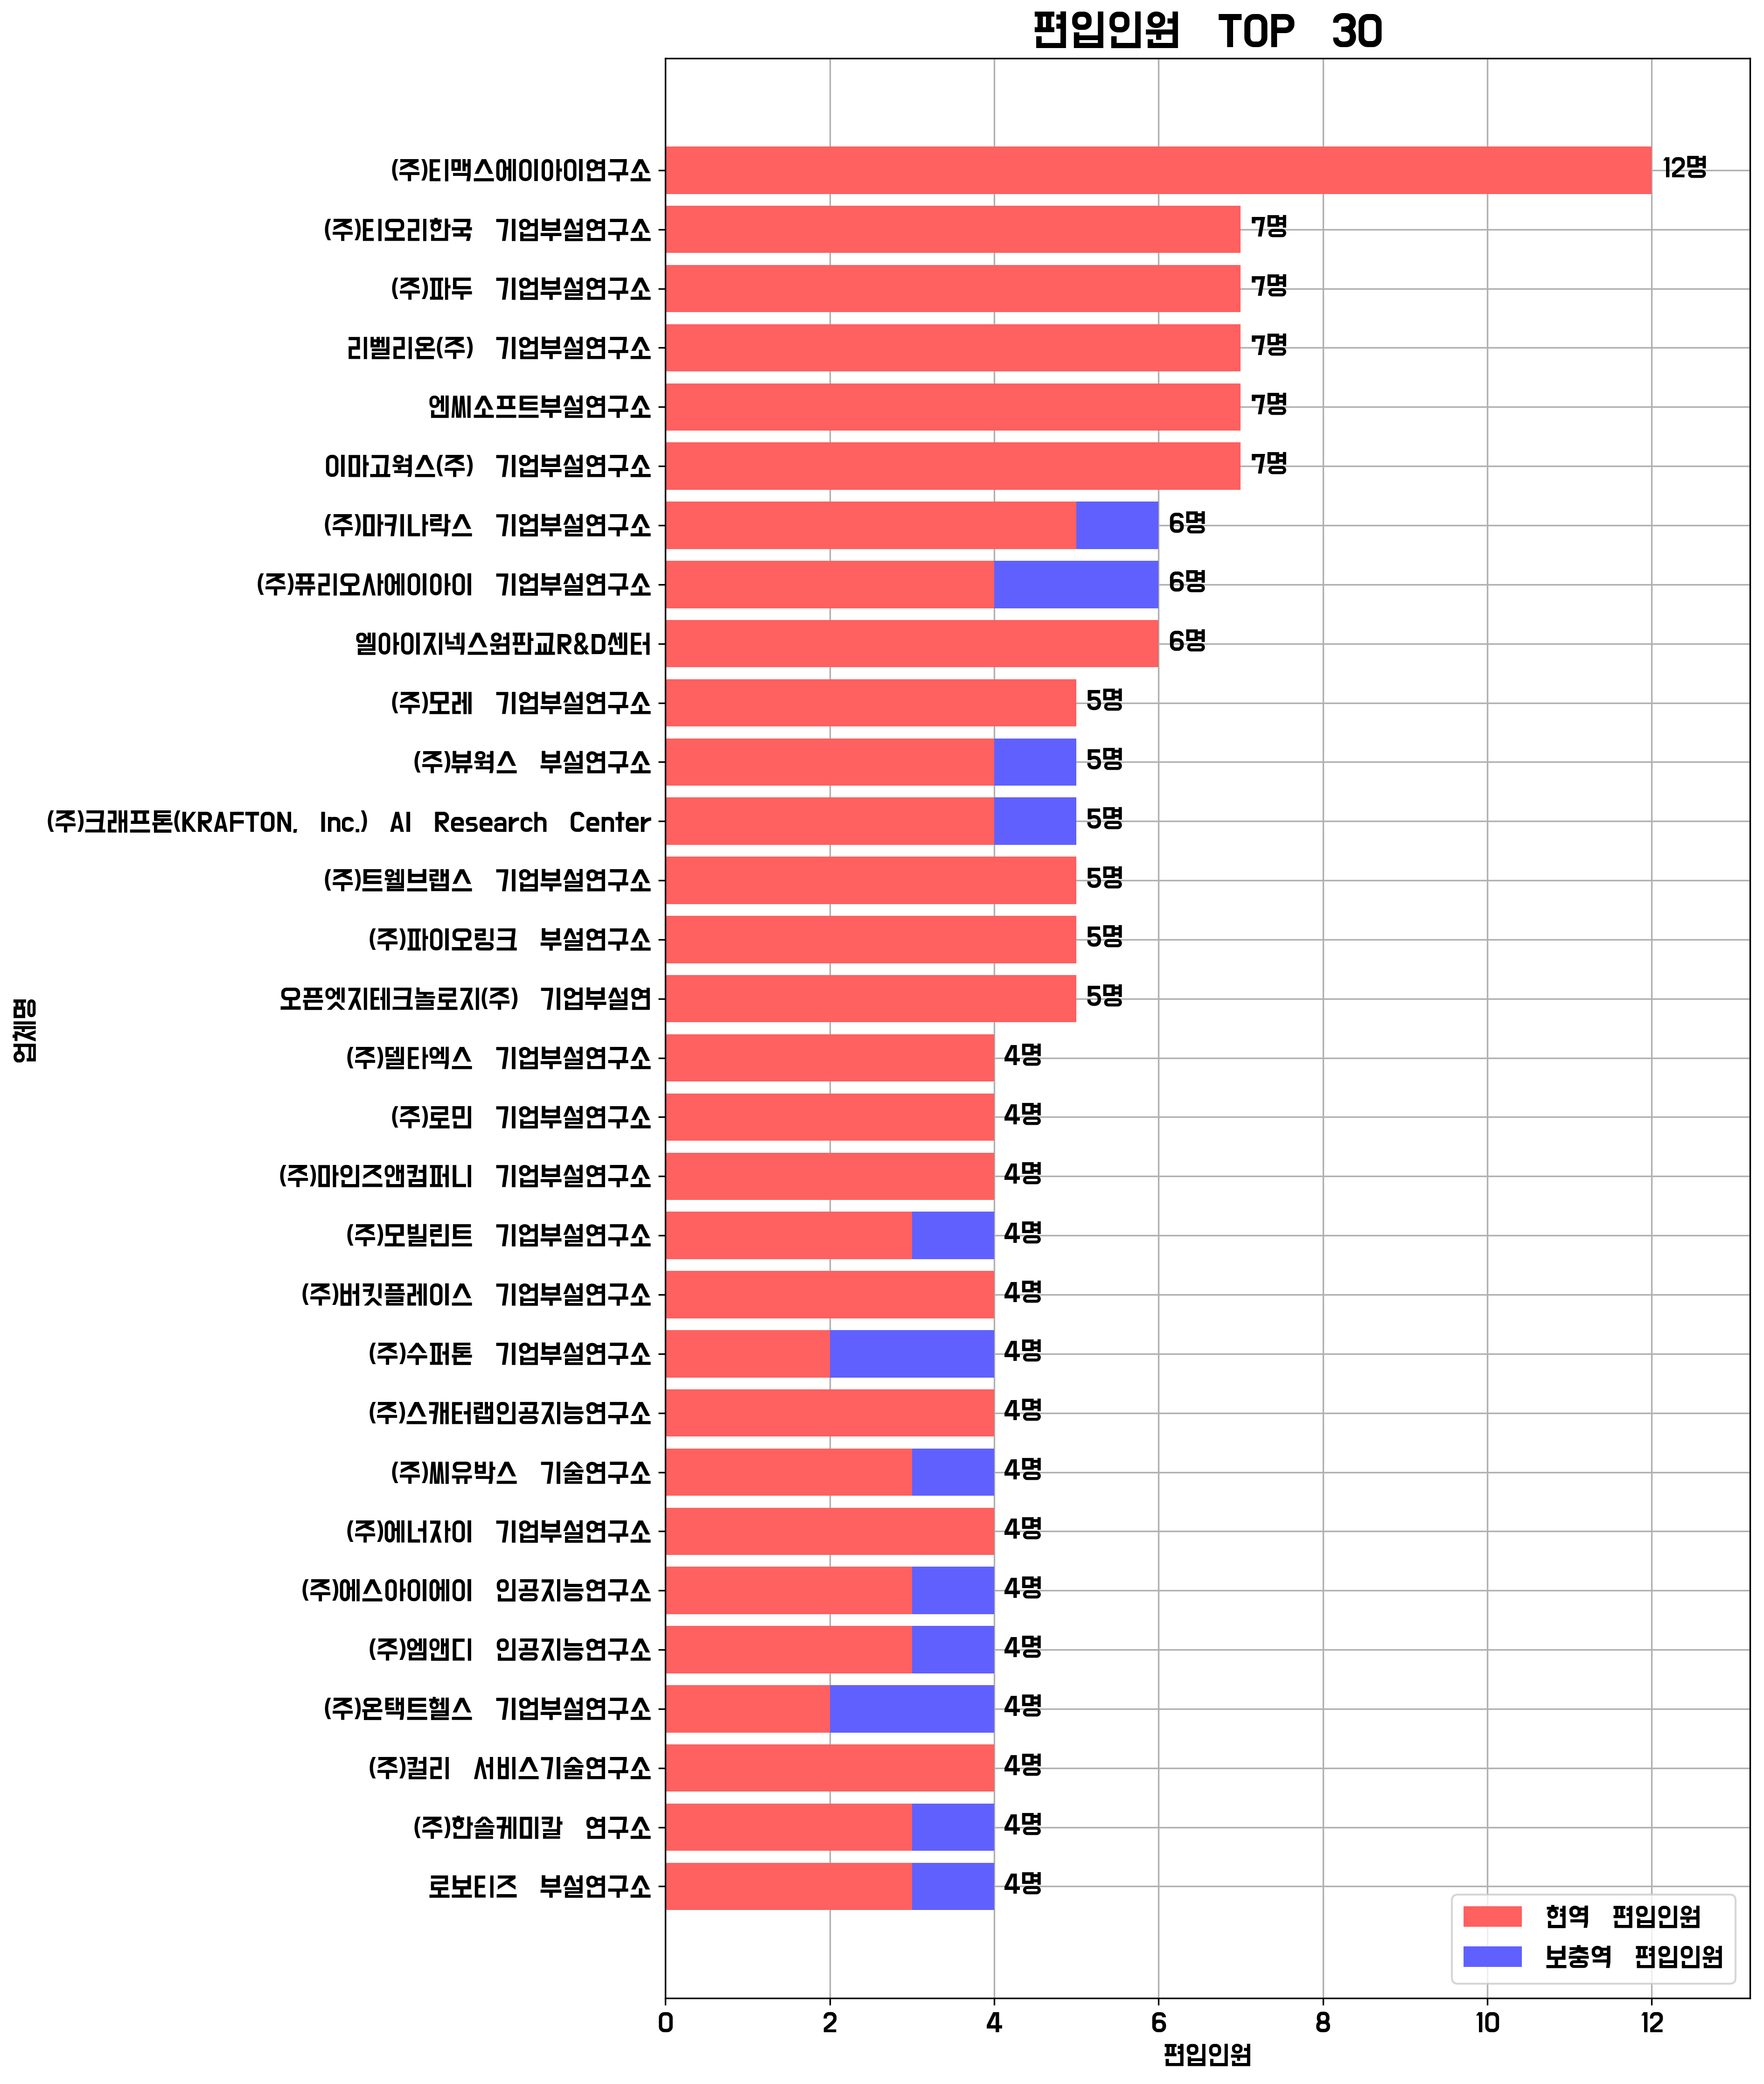 편입인원 TOP 30
(주)티맥스에이아이연구소 12명
(주)티오리한국 기업부설연구소 7명
(주)파두 기업부설연구소 7명
리벨리온(주) 기업부설연구소 7명
엔씨소프트부설연구소 7명
이마고웍스(주) 기업부설연구소 7명
(주)마키나락스 기업부설연구소 6명
(주)퓨리오사에이아이 기업부설연구소 6명
엘아이지넥스원판교R&D센터 6명
(주)모레 기업부설연구소 5명
(주)뷰웍스 부설연구소 5명
(주)크래프톤(KRAFTON, Inc.) AI Research Center 5명
(주)트웰브랩스 기업부설연구소 5명
(주)파이오링크 부설연구소 5명
오픈엣지테크놀로지(주) 기업부설연 5명
(주)델타엑스 기업부설연구소 4명
(주)로민 기업부설연구소 4명
(주)마인즈앤컴퍼니 기업부설연구소 4명
(주)모빌린트 기업부설연구소 4명
(주)버킷플레이스 기업부설연구소 4명
(주)수퍼톤 기업부설연구소 4명
(주)스캐터랩인공지능연구소 4명
(주)씨유박스 기술연구소 4명
(주)에너자이 기업부설연구소 4명
(주)에스아이에이 인공지능연구소 4명
(주)엠앤디 인공지능연구소 4명
(주)온택트헬스 기업부설연구소 4명
(주)컬리 서비스기술연구소 4명
(주)한솔케미칼 연구소 4명
로보티즈 부설연구소 4명
업체명
현역 편입인원
보충역 편입인원
0 2 4 6 8 10 12
편입인원